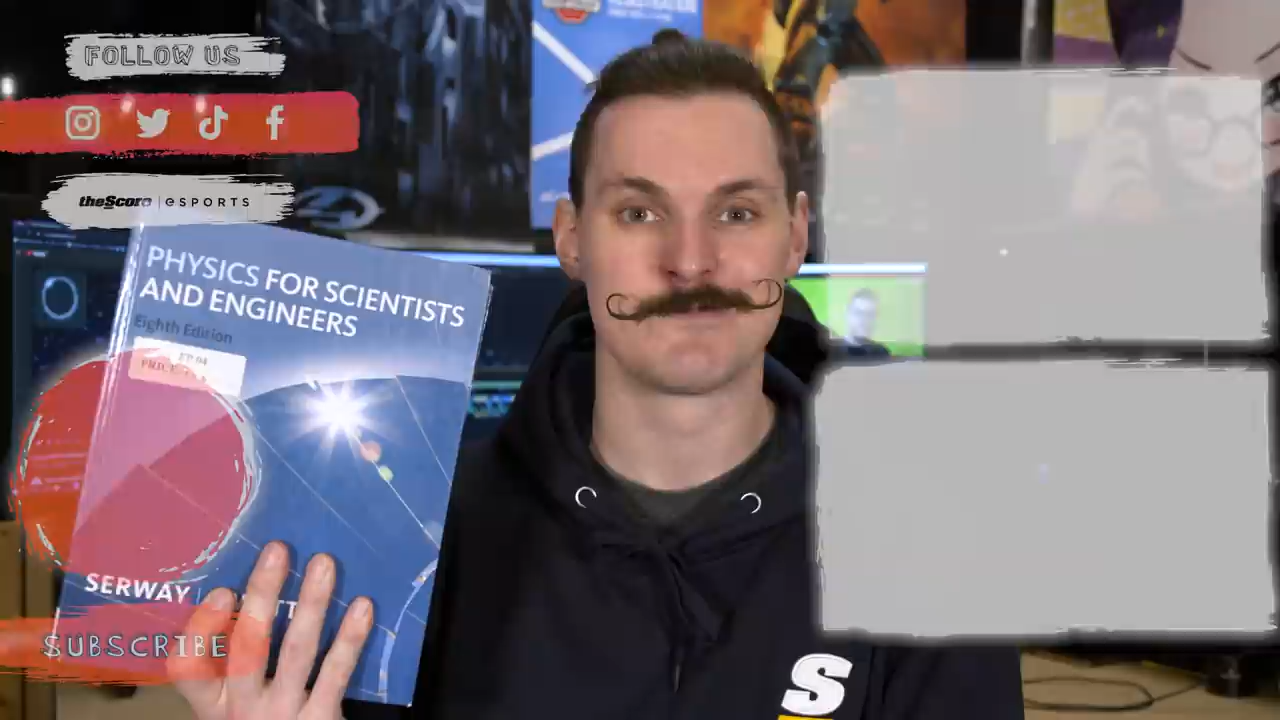 FOLLOW US
theScore | eSPORTS
PHYSICS FOR SCIENTISTS
AND ENGINEERS
Eighth Edition
SERWAY
SUBSCRIBE
S